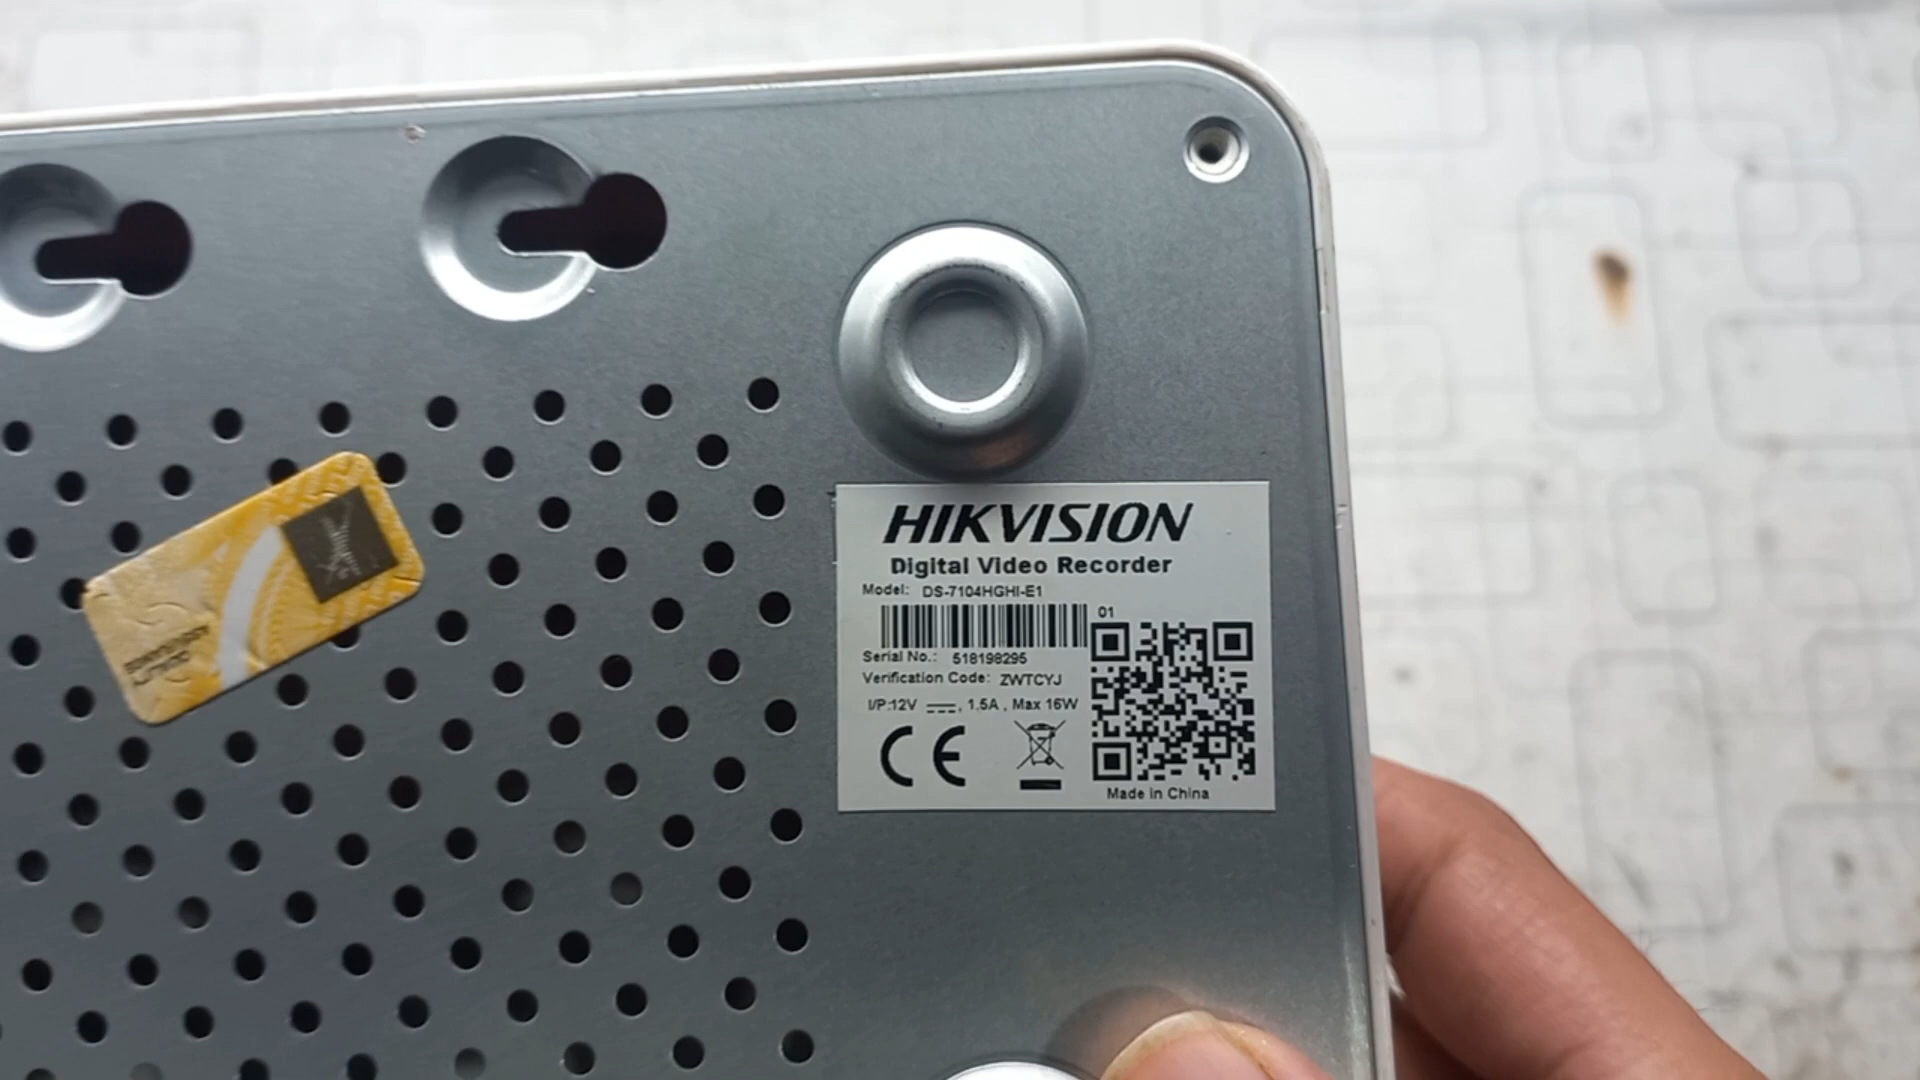 HIKVISION
Digital Video Recorder
Model: DS-7104HGHI-E1
01
Serial No.: 518198295
Verification Code: ZWTCYJ
I/P:12V ⎓, 1.5A , Max 16W
CE
Made in China